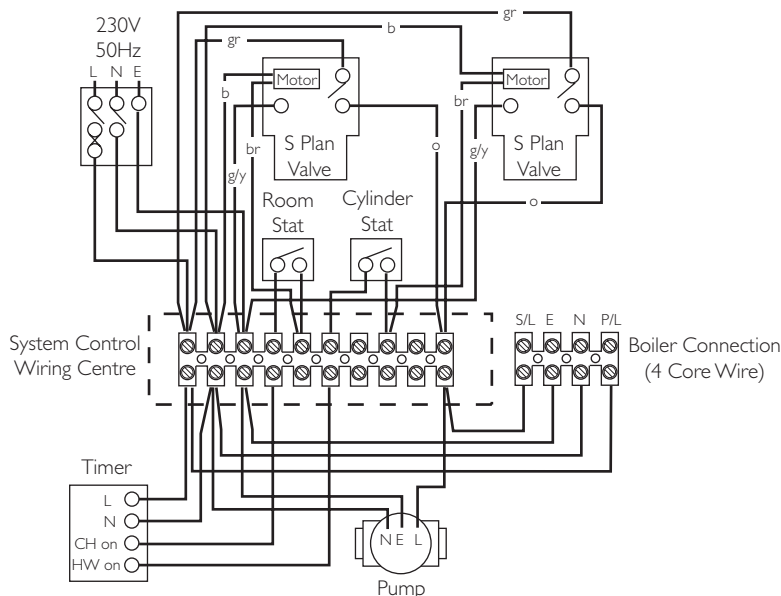 230V
50Hz
L N E
gr
b
gr
b
br
g/y
Motor
o
S Plan
Valve
br
g/y
Motor
o
S Plan
Valve
Room
Stat
Cylinder
Stat
System Control
Wiring Centre
S/L E N P/L
Boiler Connection
(4 Core Wire)
Timer
L
N
CH on
HW on
N E L
Pump